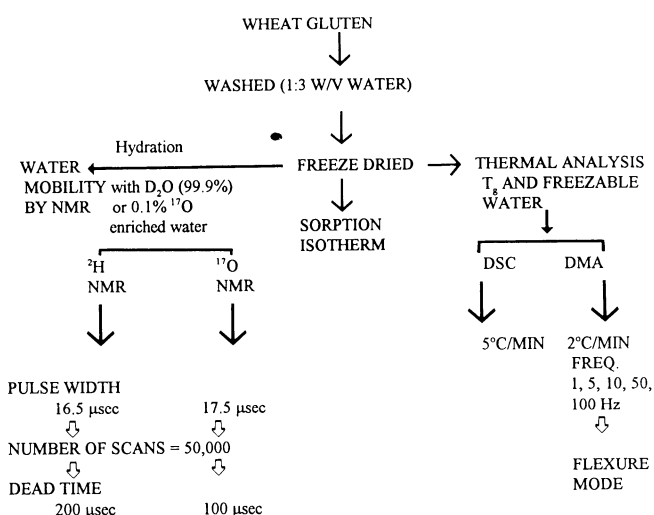 WHEAT GLUTEN
WASHED (1:3 W/V WATER)
Hydration
WATER
MOBILITY with D₂O (99.9%)
BY NMR or 0.1% ¹⁷O
enriched water
FREEZE DRIED
THERMAL ANALYSIS
Tg AND FREEZABLE
WATER
SORPTION
ISOTHERM
²H
NMR
¹⁷O
NMR
DSC
DMA
5°C/MIN
2°C/MIN
FREQ.
1, 5, 10, 50,
100 Hz
PULSE WIDTH
16.5 µsec
17.5 µsec
NUMBER OF SCANS = 50,000
DEAD TIME
200 µsec
100 µsec
FLEXURE
MODE